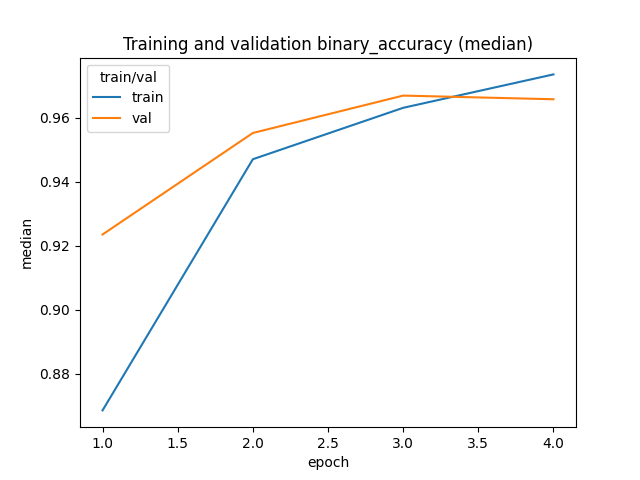 Training and validation binary_accuracy (median)
train/val
train
val
0.96
0.94
0.92
0.90
0.88
median
1.0 1.5 2.0 2.5 3.0 3.5 4.0
epoch